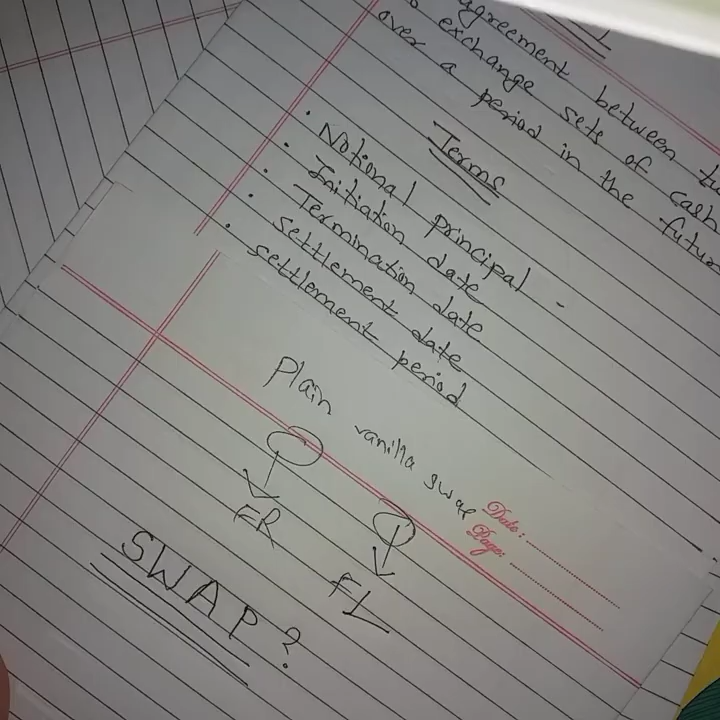 agreement between
exchange sets of cash
over a period in the
Terms
• Notional principal -
• Initiation date
• Termination date
• settlement date
• settlement period
Plain vanilla swap
Date:
Page:
FR
FL
SWAP?